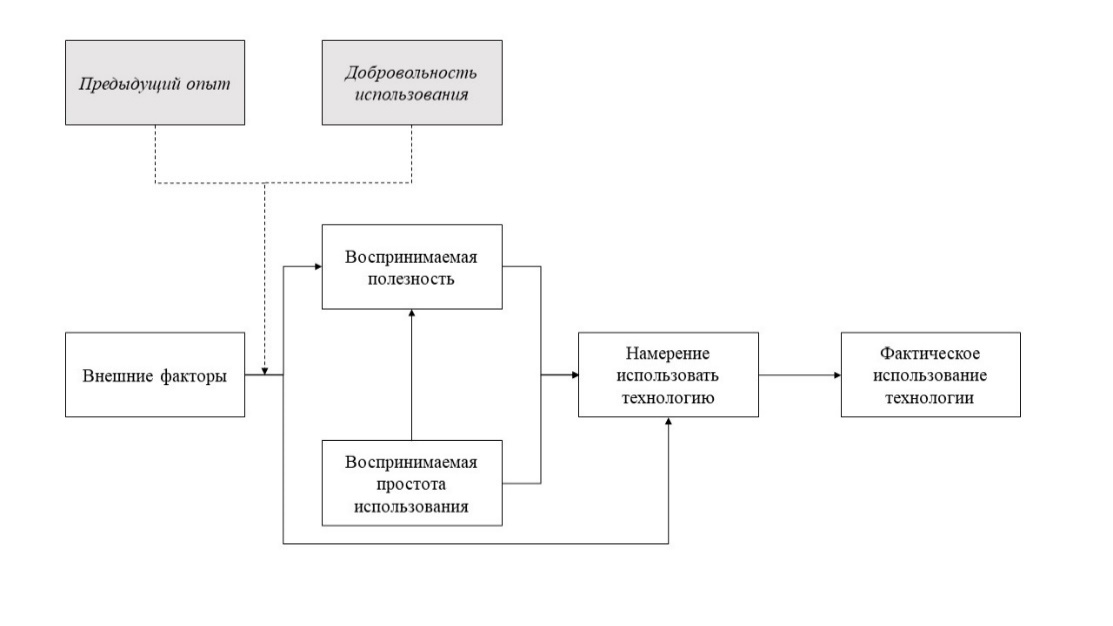 Предыдущий опыт
Добровольность
использования
Воспринимаемая
полезность
Внешние факторы
Намерение
использовать
технологию
Фактическое
использование
технологии
Воспринимаемая
простота
использования